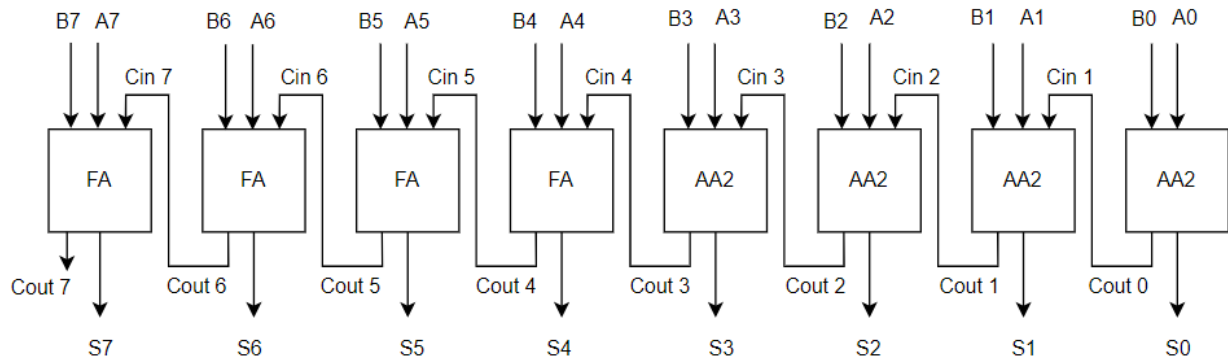 B7 A7 B6 A6 B5 A5 B4 A4 B3 A3 B2 A2 B1 A1 B0 A0
Cin 7 Cin 6 Cin 5 Cin 4 Cin 3 Cin 2 Cin 1
FA FA FA FA AA2 AA2 AA2 AA2
Cout 7 Cout 6 Cout 5 Cout 4 Cout 3 Cout 2 Cout 1 Cout 0
S7 S6 S5 S4 S3 S2 S1 S0